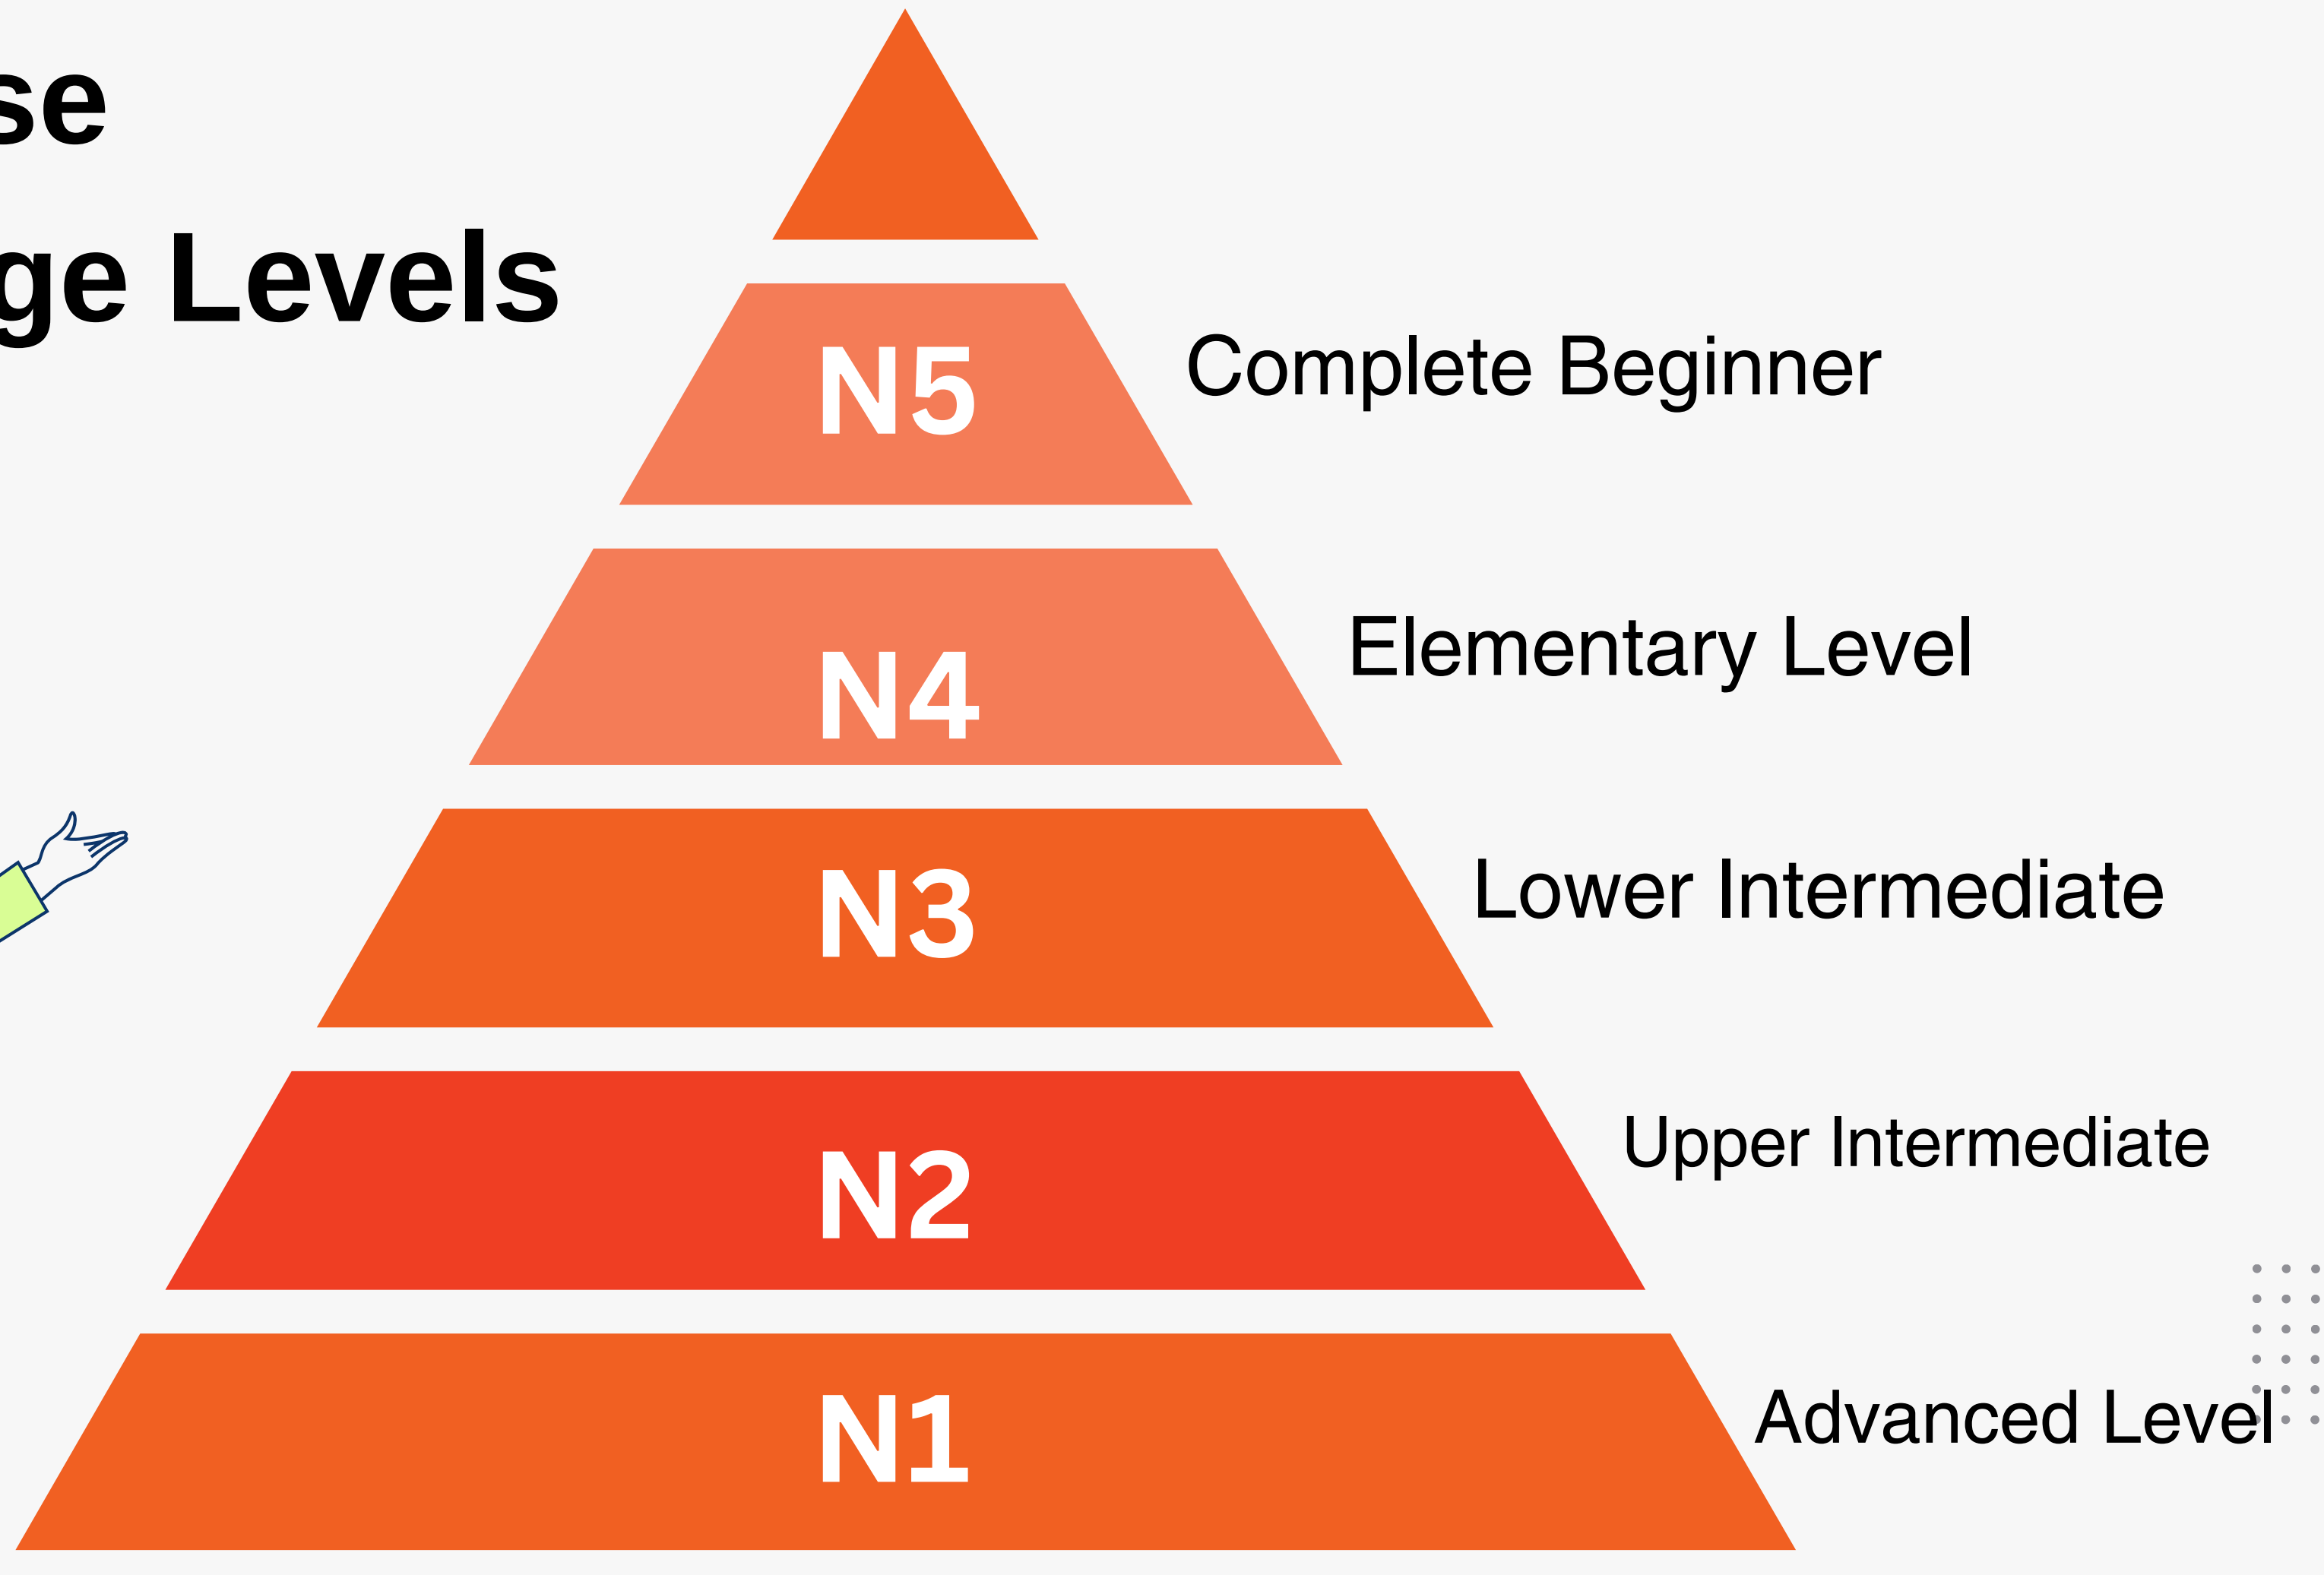 se
ge Levels
N5
Complete Beginner
N4
Elementary Level
N3
Lower Intermediate
N2
Upper Intermediate
N1
Advanced Level